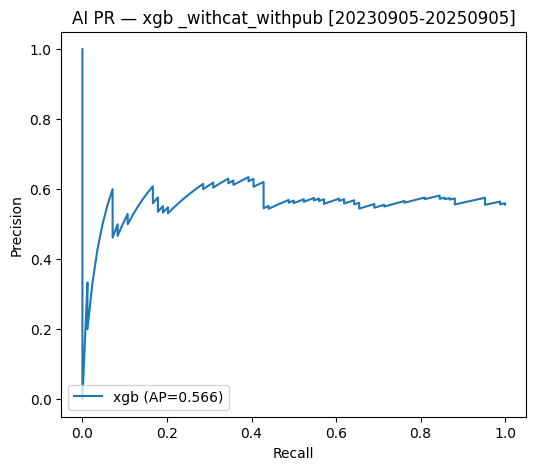 AI PR — xgb _withcat_withpub [20230905-20250905]
1.0
0.8
0.6
0.4
0.2
0.0
Precision
xgb (AP=0.566)
0.0 0.2 0.4 0.6 0.8 1.0
Recall